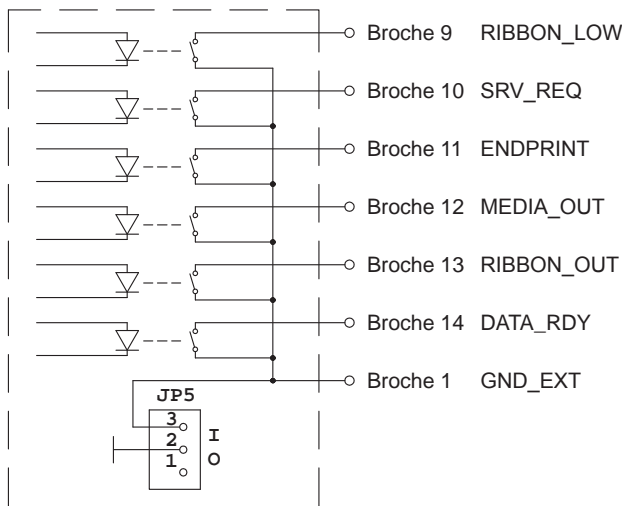 Broche 9 RIBBON_LOW
Broche 10 SRV_REQ
Broche 11 ENDPRINT
Broche 12 MEDIA_OUT
Broche 13 RIBBON_OUT
Broche 14 DATA_RDY
Broche 1 GND_EXT
JP5
3
2
1
I
O